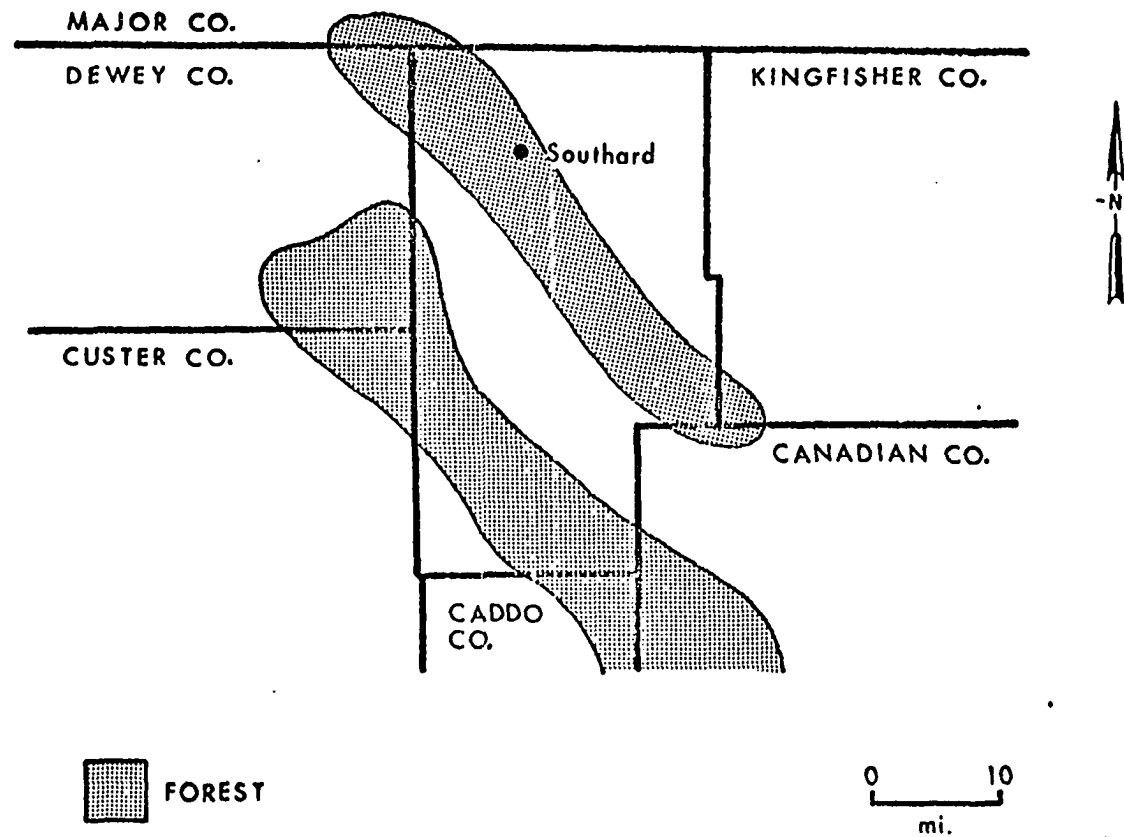 MAJOR CO.
DEWEY CO.
KINGFISHER CO.
Southard
N
CUSTER CO.
CANADIAN CO.
CADDO
CO.
FOREST
0 10
mi.